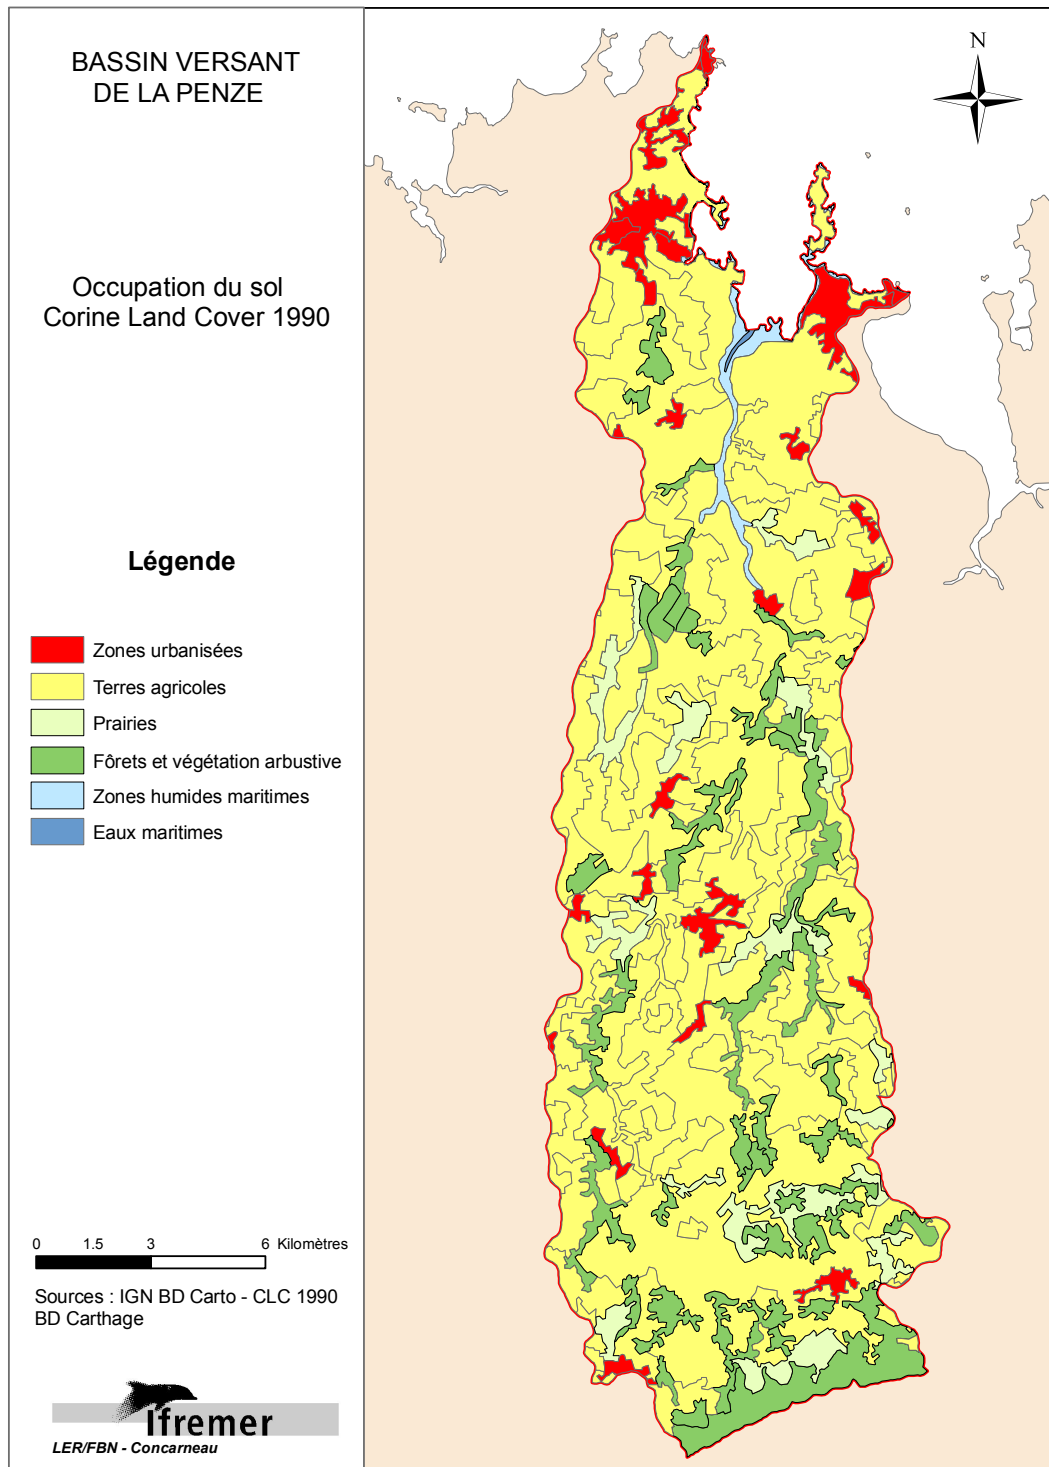 BASSIN VERSANT
DE LA PENZE
N
Occupation du sol
Corine Land Cover 1990
Légende
Zones urbanisées
Terres agricoles
Prairies
Fôrets et végétation arbustive
Zones humides maritimes
Eaux maritimes
0 1.5 3 6 Kilomètres
Sources : IGN BD Carto - CLC 1990
BD Carthage
Ifremer
LER/FBN - Concarneau